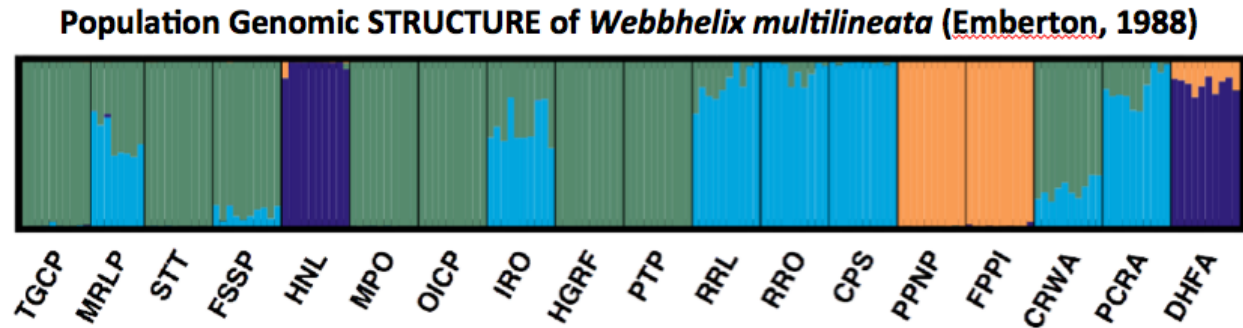 Population Genomic STRUCTURE of Webbhelix multilineata (Emberton, 1988)
TGCP MRLP STT FSSP HNL MPO OICP IRO HGRF PTP RRL RRO CPS PPNP FPPI CRWA PCRA DHFA